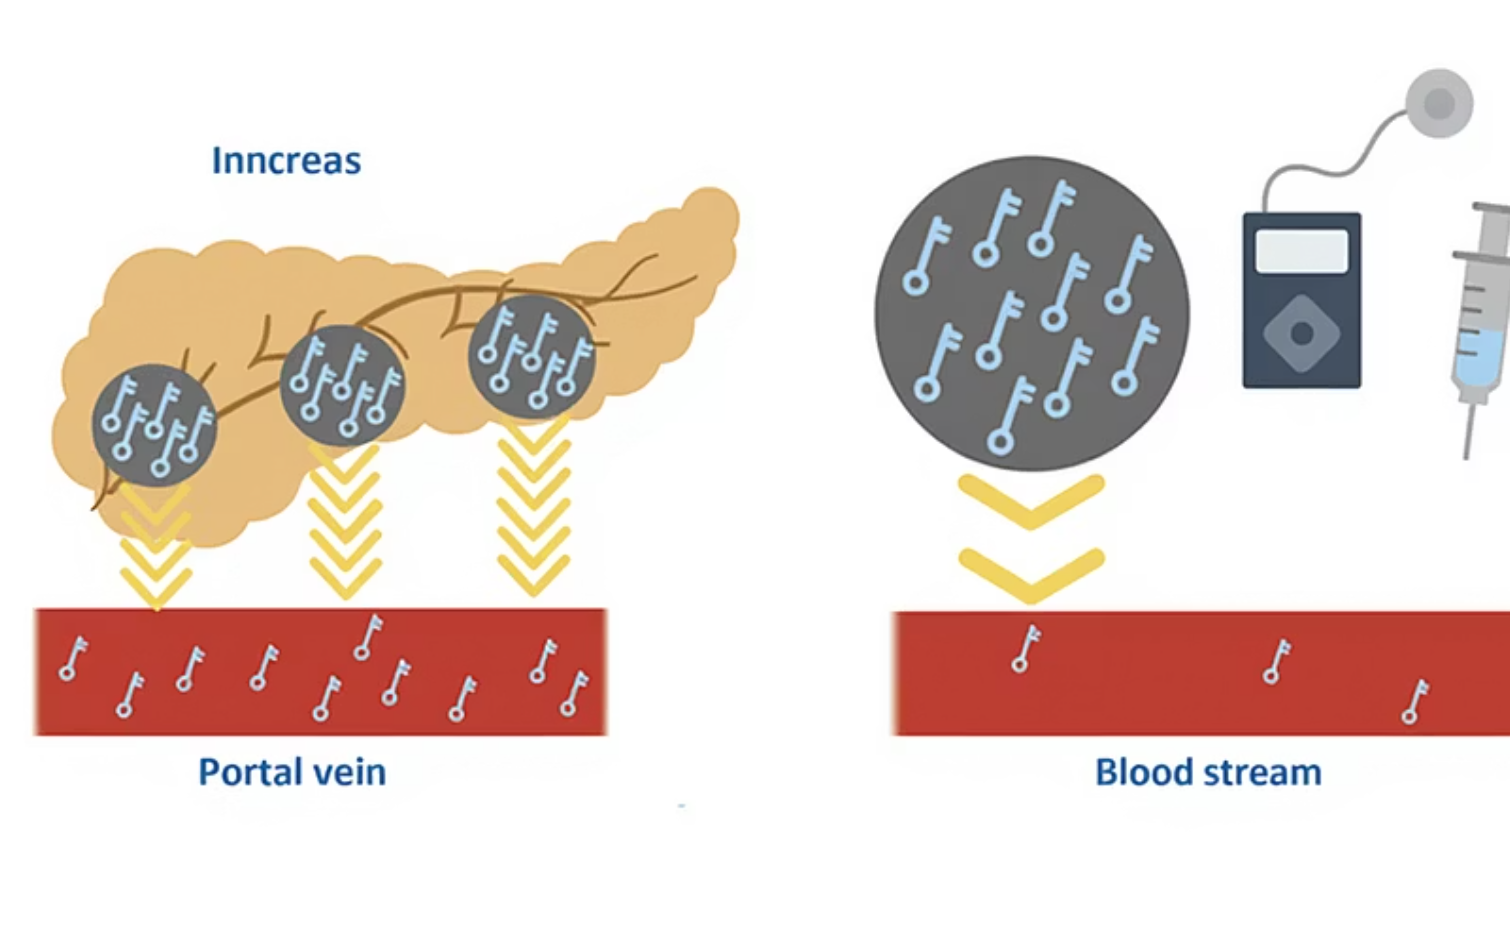 Inncreas
Portal vein
Blood stream